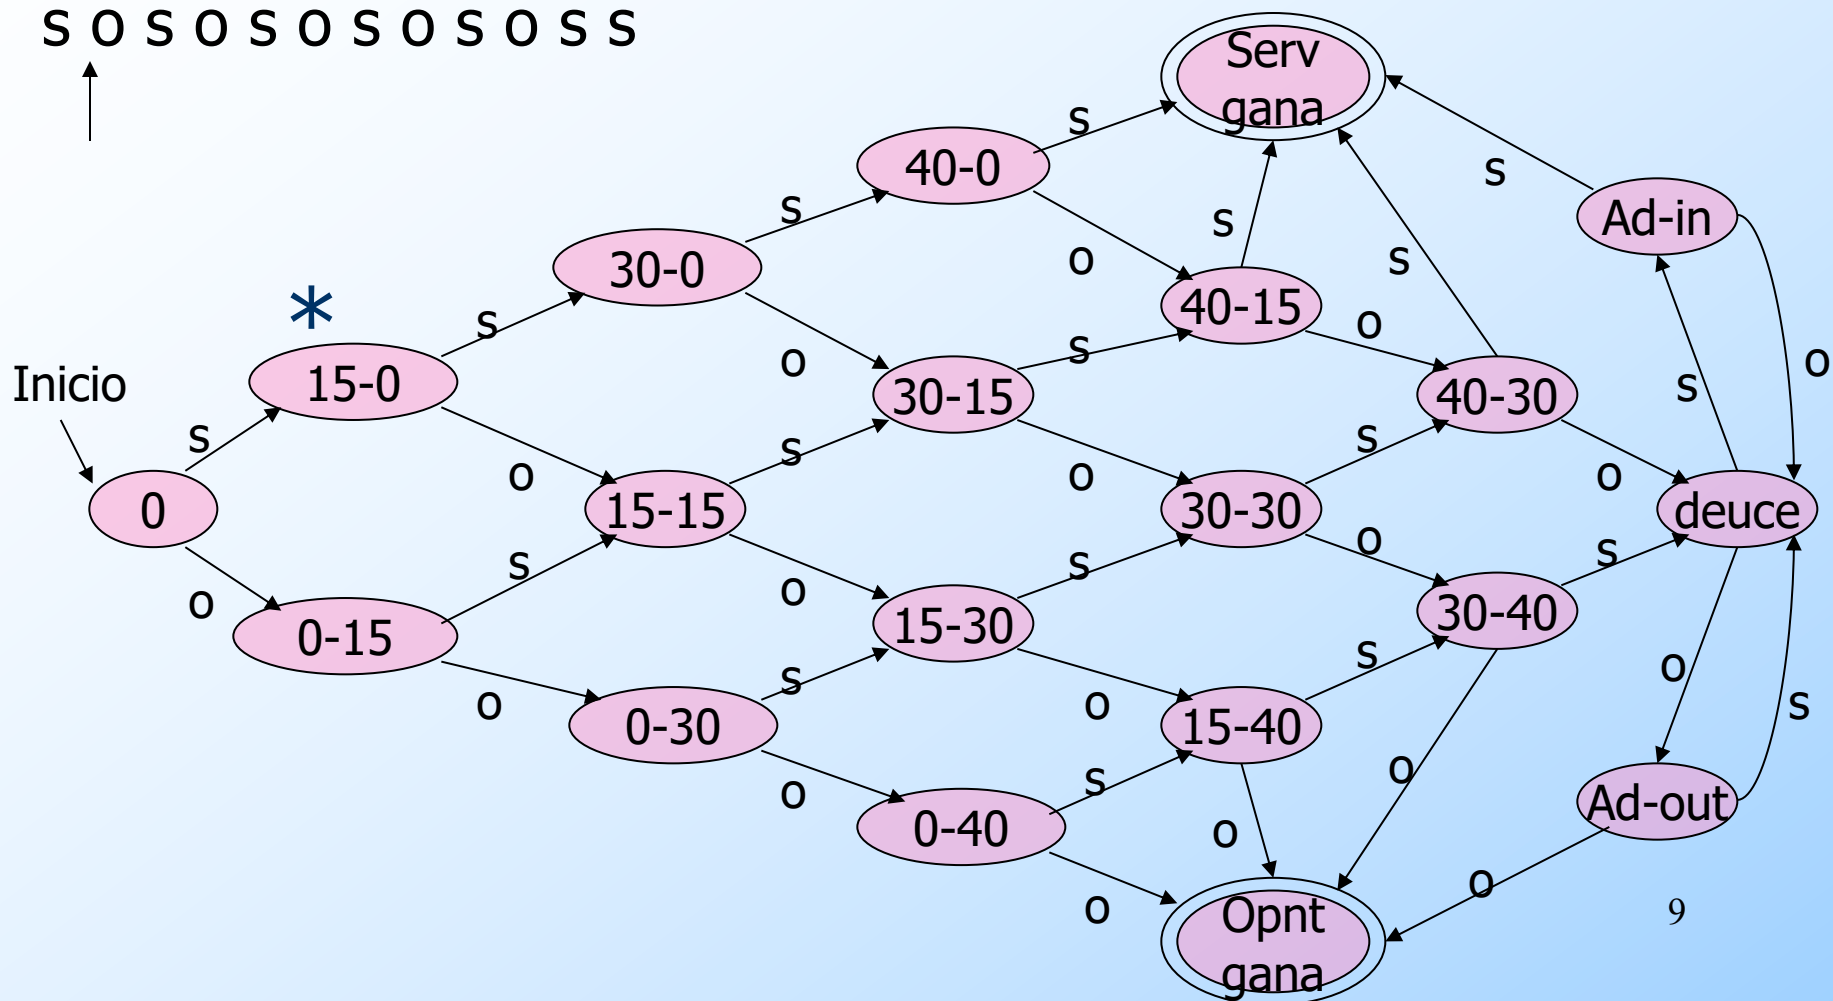 s o s o s o s o s o s s
Serv
gana
s
40-0
s
s
Ad-in
s
30-0
o
s
s
*
s
40-15
o
o
Inicio
15-0
o
s
30-15
40-30
s
s
s
s
o
o
o
0
15-15
30-30
deuce
o
s
s
s
o
o
0-15
15-30
30-40
s
s
o
s
o
o
0-30
15-40
s
o
s
o
0-40
Ad-out
o
o
o
Opnt
gana
9